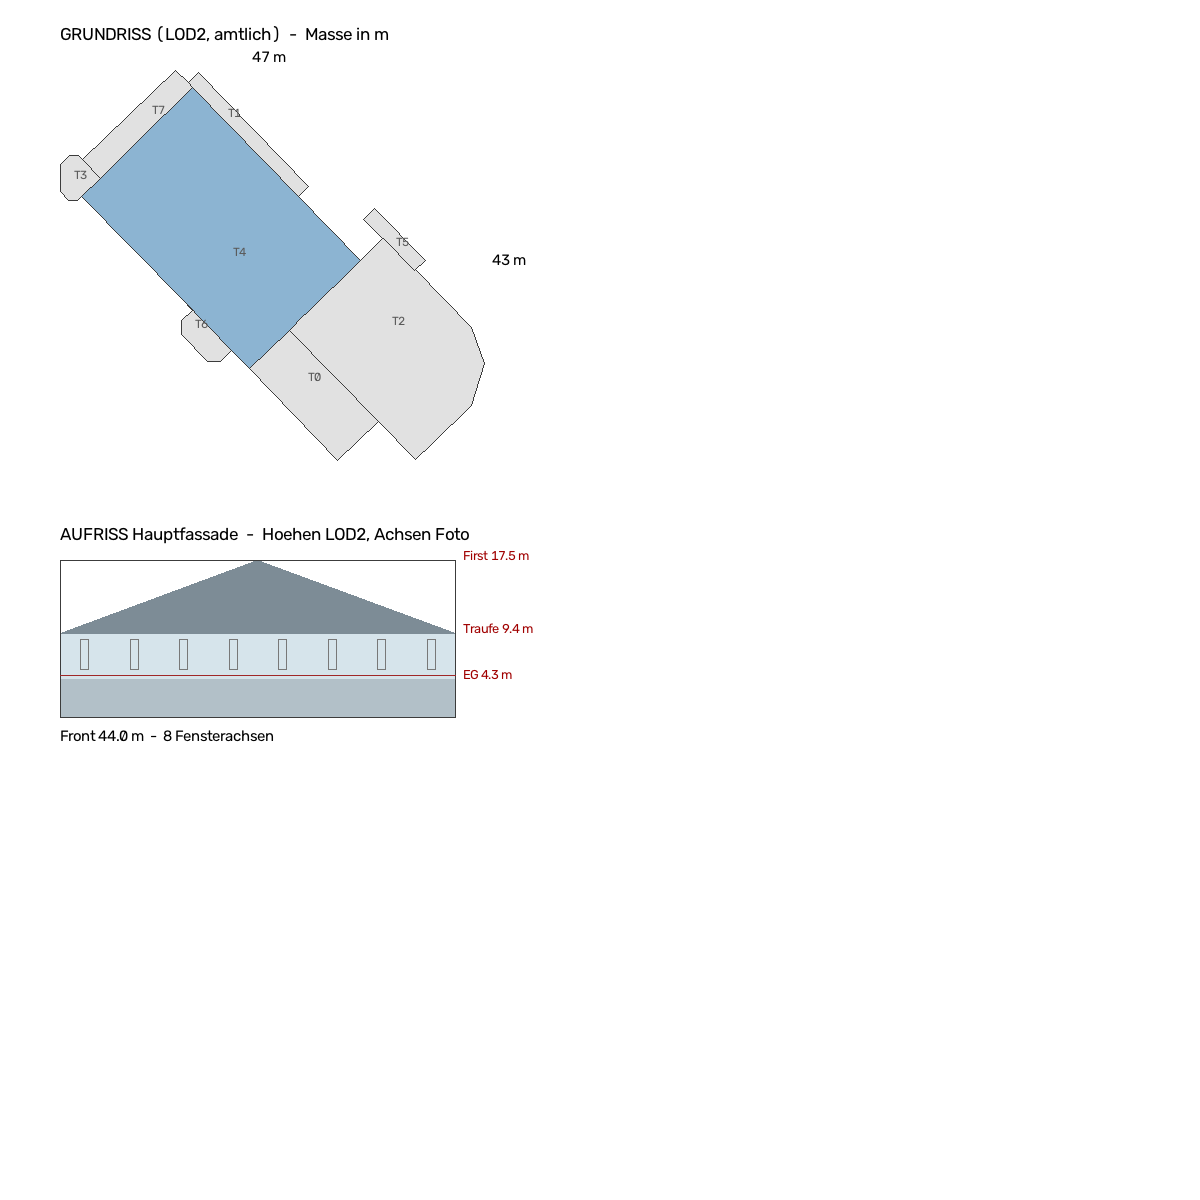 GRUNDRISS (LOD2, amtlich) - Masse in m
47 m
T7
T1
T3
T5
T4
43 m
T2
T6
T0
AUFRISS Hauptfassade - Hoehen LOD2, Achsen Foto
First 17.5 m
Traufe 9.4 m
EG 4.3 m
Front 44.0 m - 8 Fensterachsen